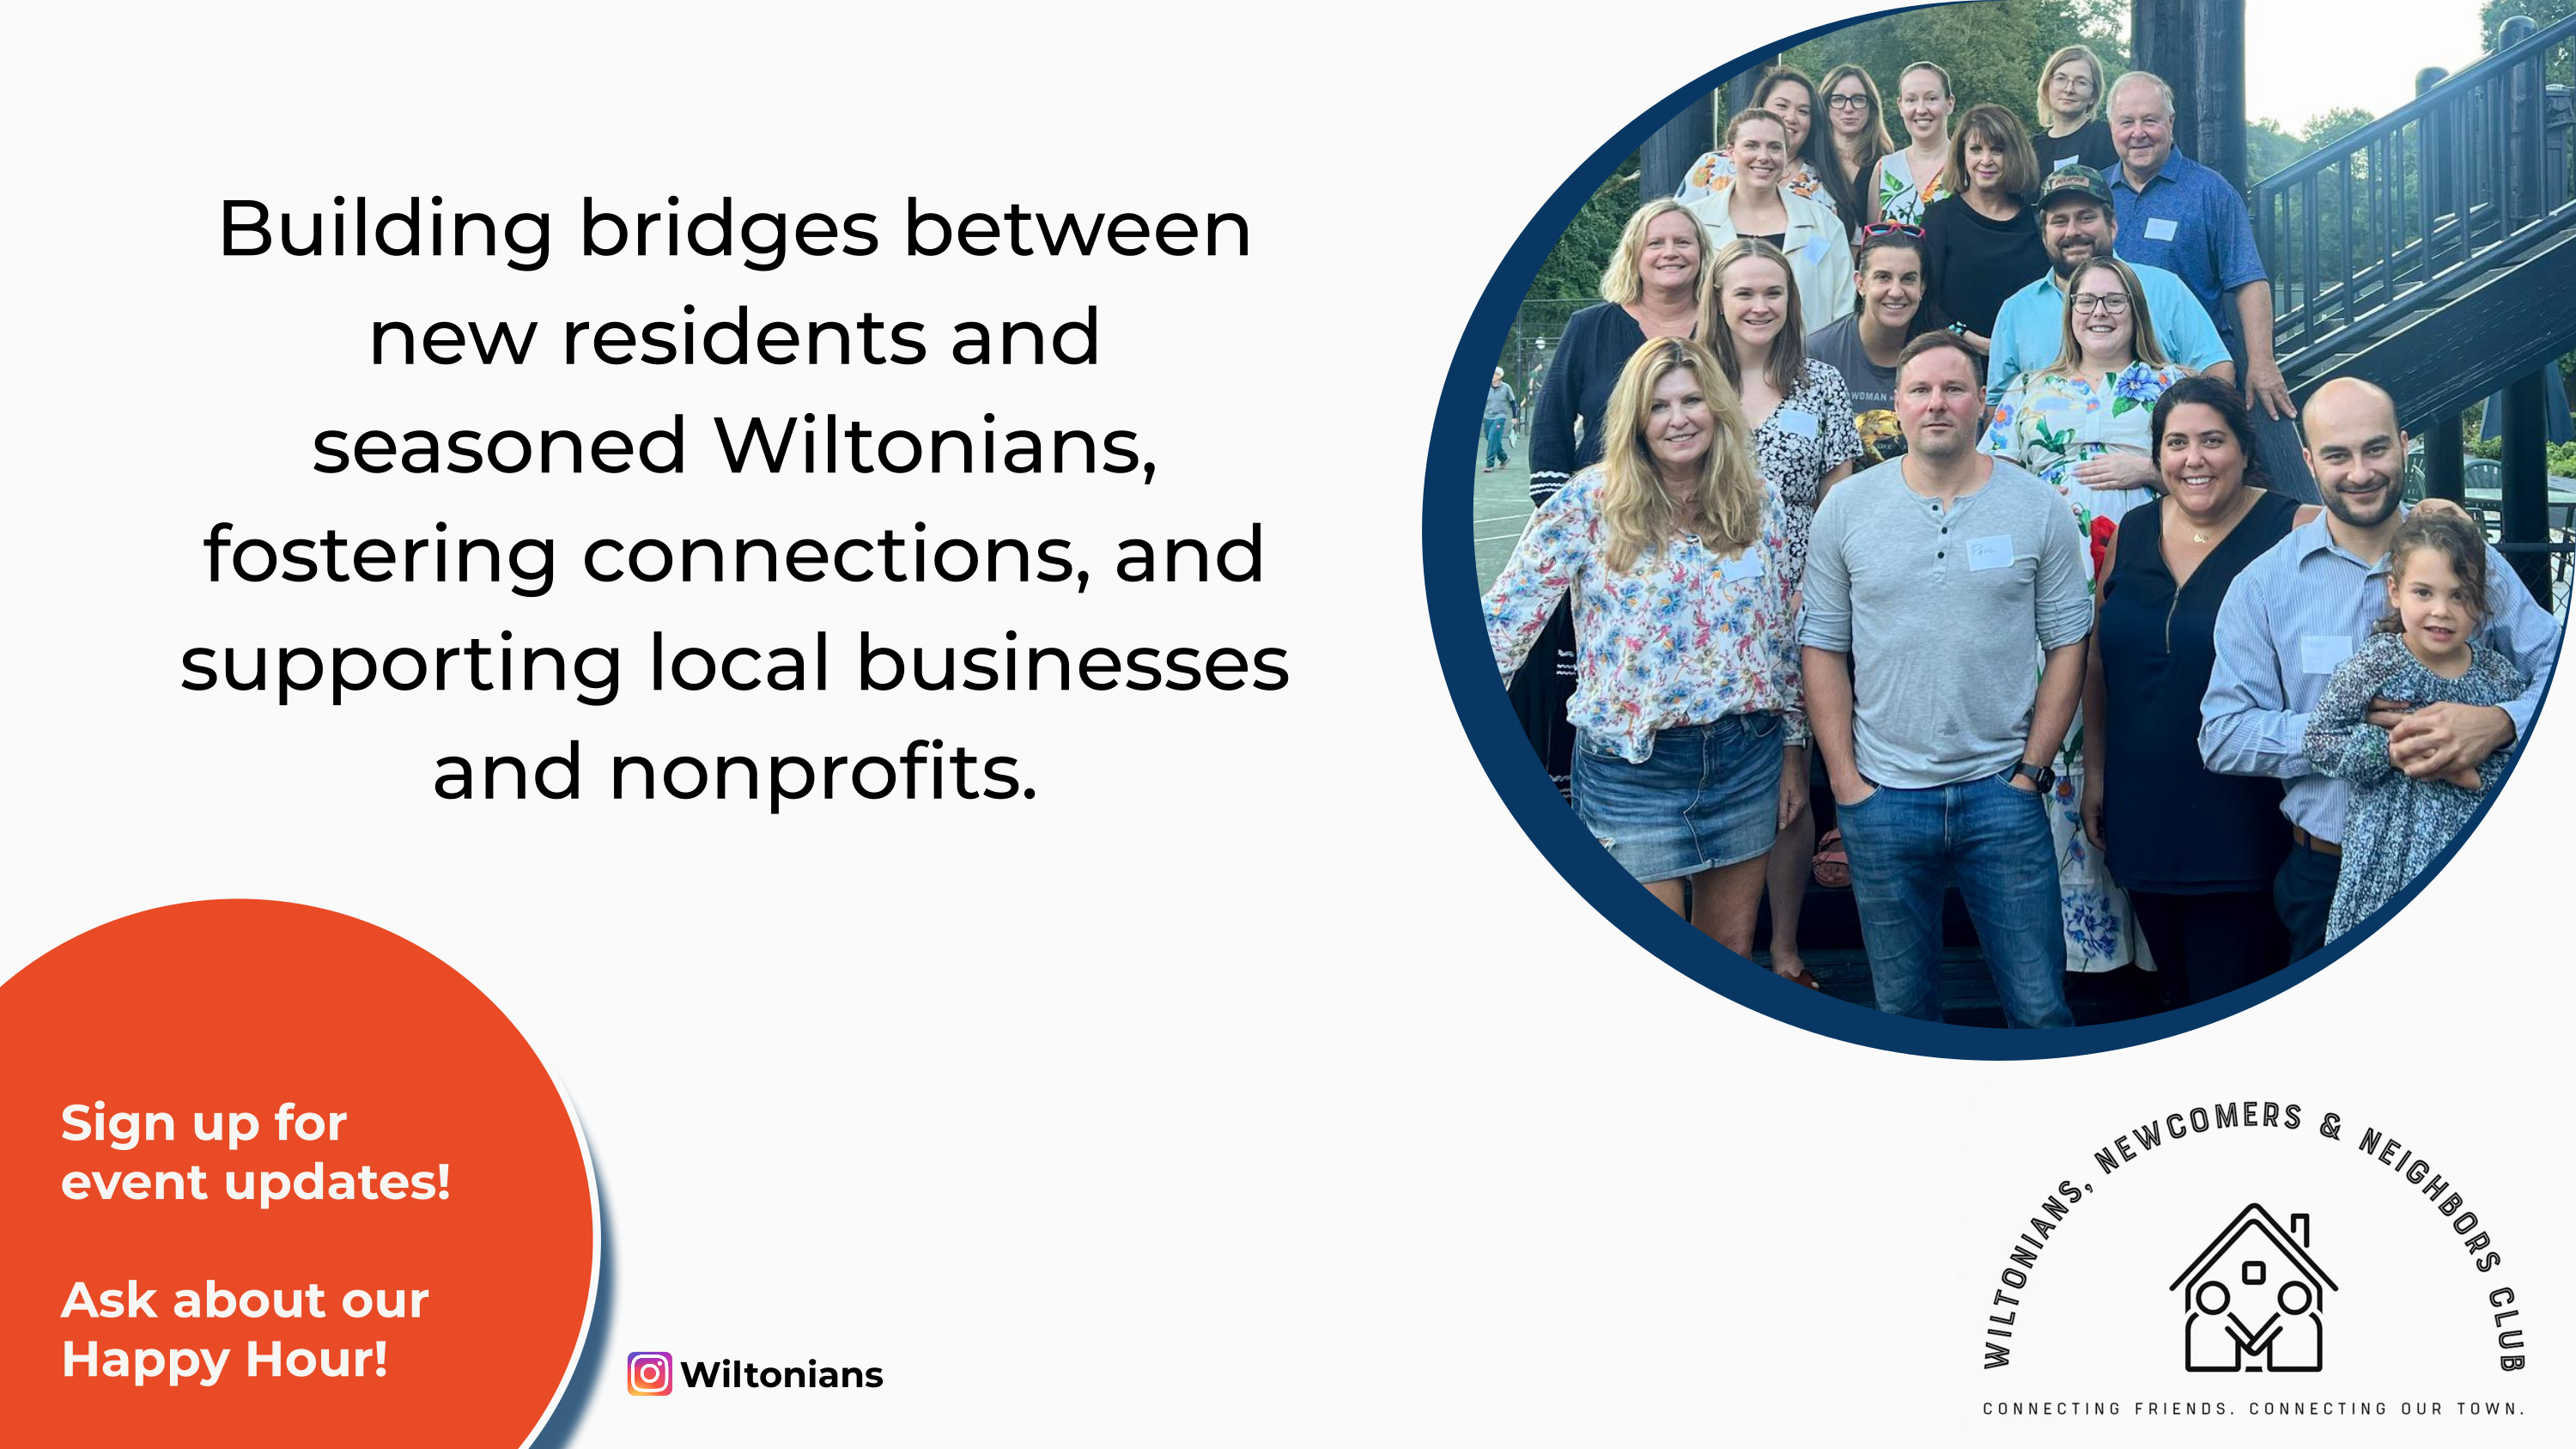 Building bridges between
new residents and
seasoned Wiltonians,
fostering connections, and
supporting local businesses
and nonprofits.
WOMAN
Sign up for
event updates!
Ask about our
Happy Hour!
Wiltonians
WILTONIANS, NEWCOMERS & NEIGHBORS CLUB
CONNECTING FRIENDS. CONNECTING OUR TOWN.